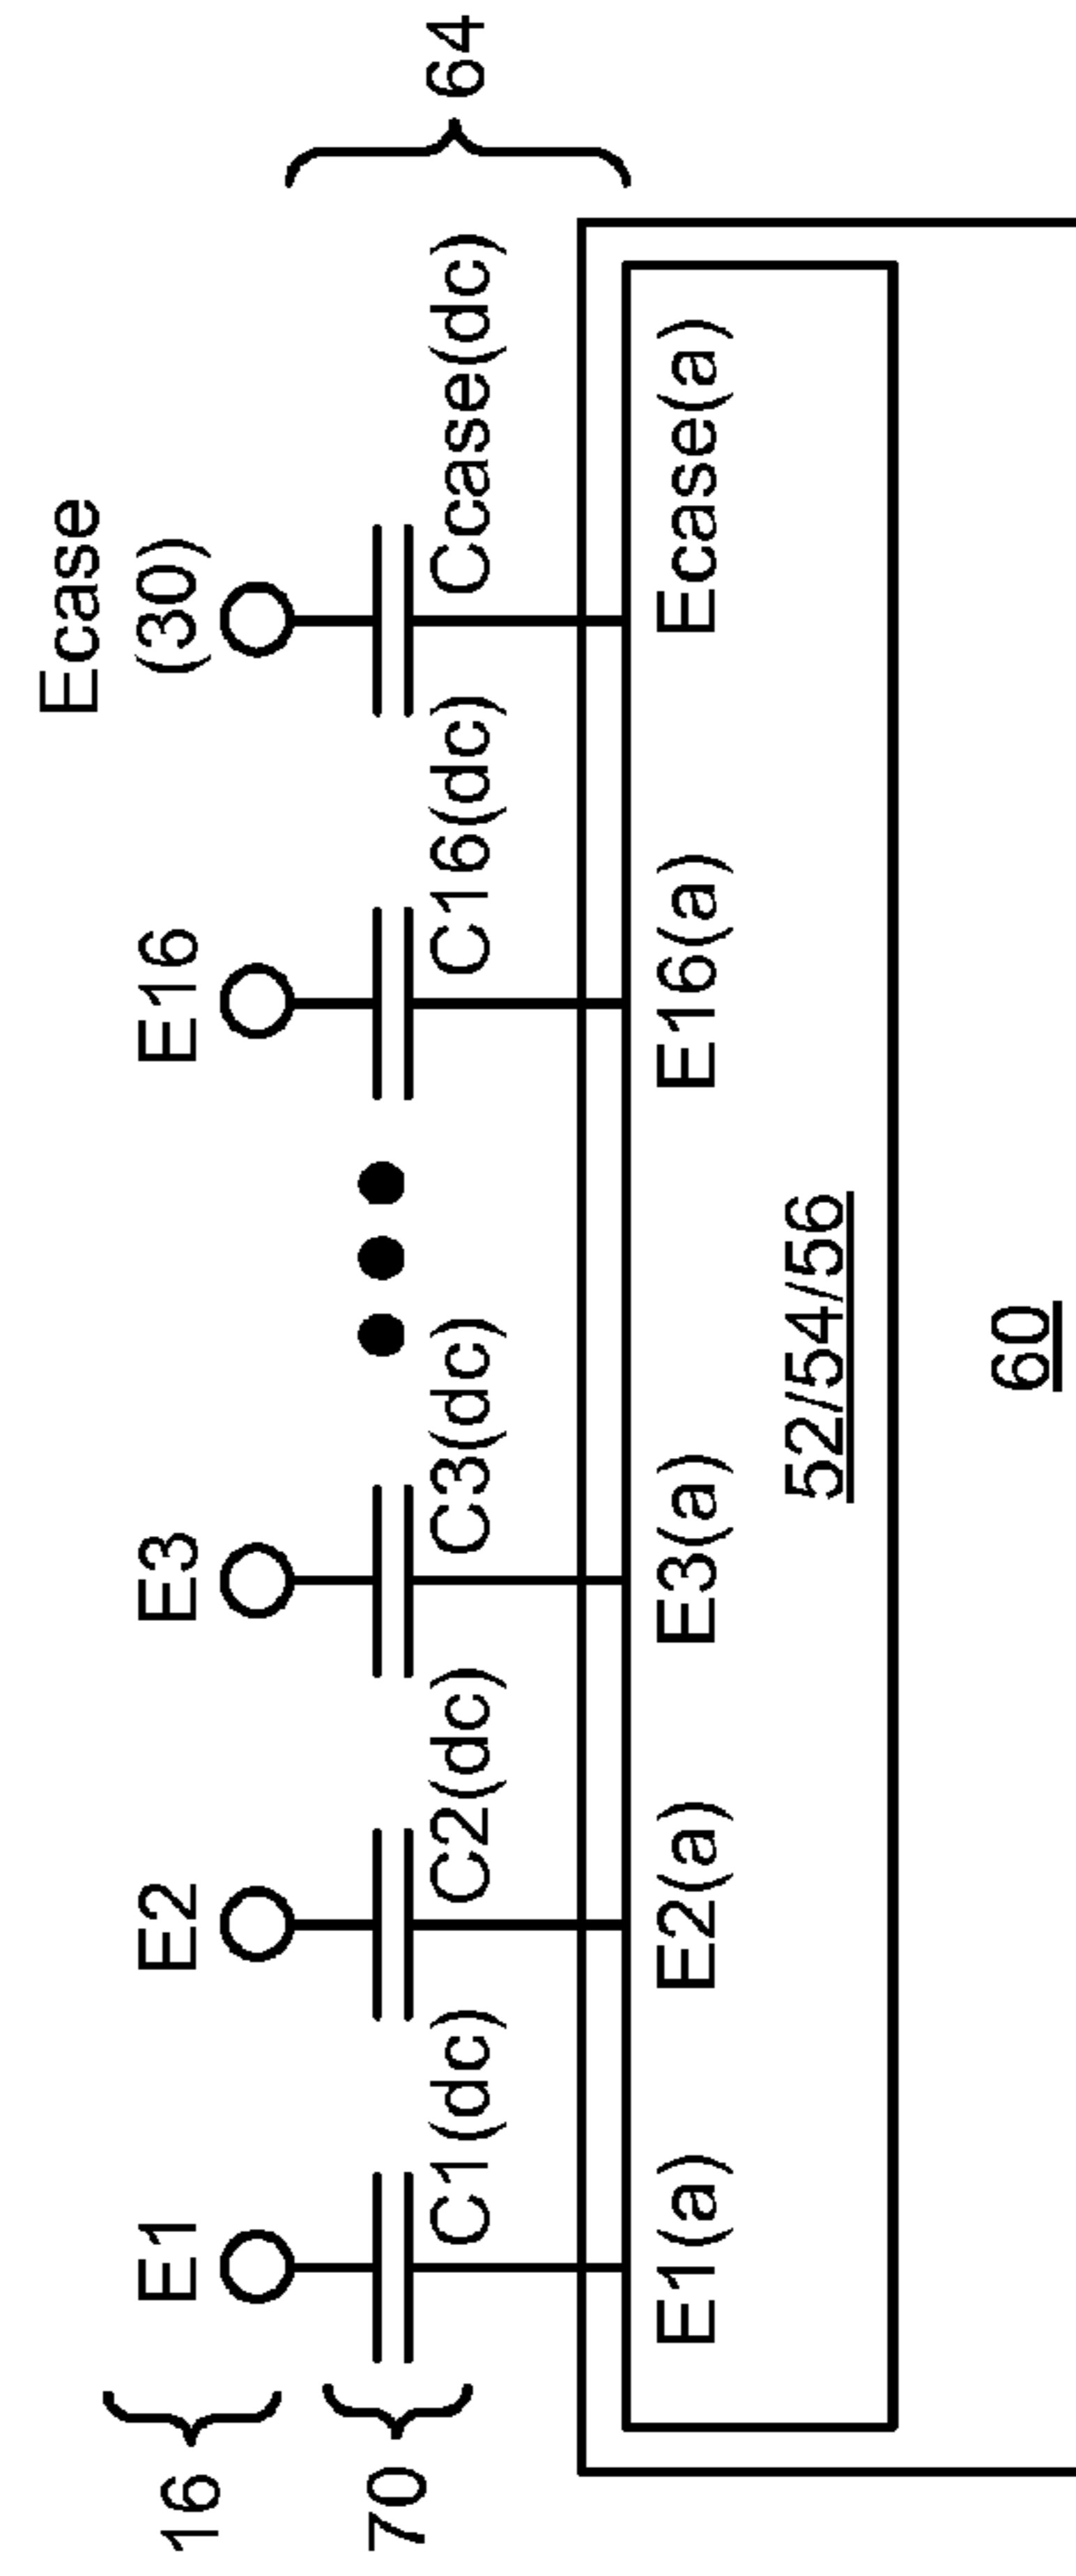 Ecase
E1 E2 E3 E16 (30)
16
70
64
C1(dc) C2(dc) C3(dc) C16(dc) Ccase(dc)
E1(a) E2(a) E3(a) E16(a) Ecase(a)
52/54/56
60